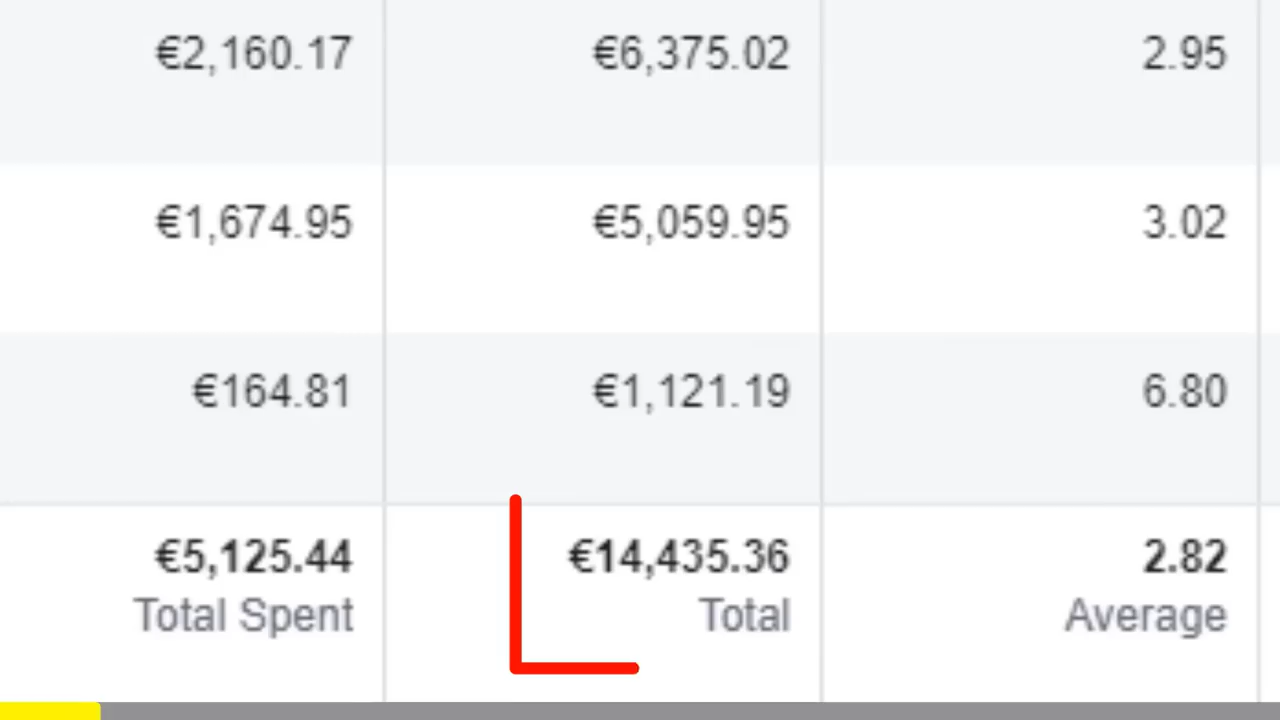 €2,160.17 €6,375.02 2.95
€1,674.95 €5,059.95 3.02
€164.81 €1,121.19 6.80
€5,125.44 €14,435.36 2.82
Total Spent Total Average